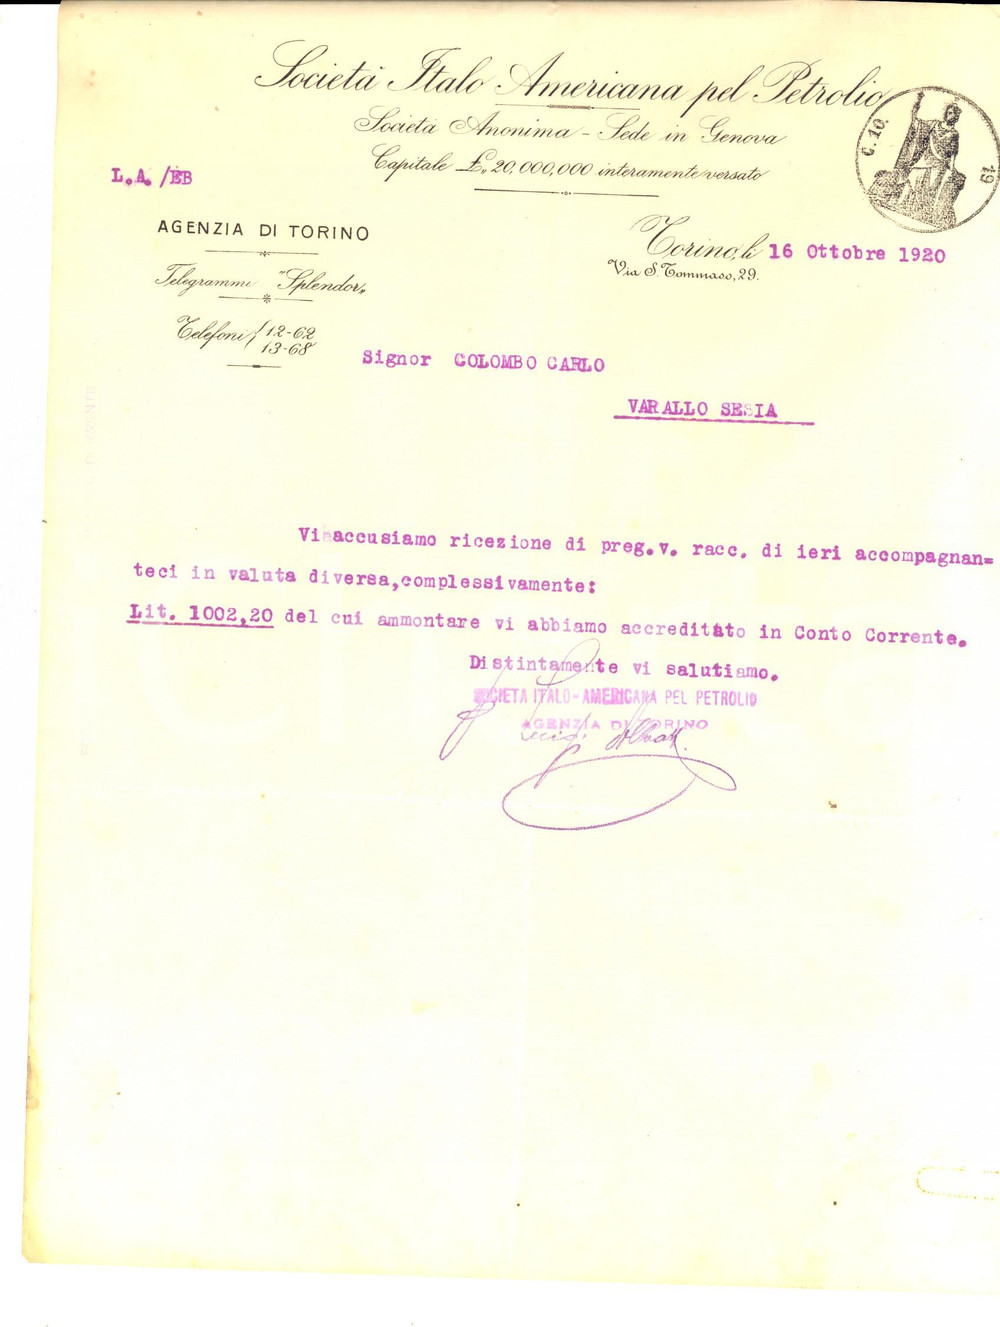 Società Italo Americana pel Petrolio
Società Anonima - Sede in Genova
Capitale £. 20.000,000 interamente versato
C. 10.
19
L.A. /EB
AGENZIA DI TORINO
Telegrammi "Splendor"
Telefoni { 12-62
13-68
Torino, li 16 Ottobre 1920
Via S. Tommaso, 29.
Signor COLOMBO CARLO
VARALLO SESIA
Vi accusiamo ricezione di preg.v. racc. di ieri accompagnan=
teci in valuta diversa,complessivamente:
Lit. 1002,20 del cui ammontare vi abbiamo accreditato in Conto Corrente.
Distintamente vi salutiamo.
SOCIETA ITALO-AMERICANA PEL PETROLIO
AGENZIA DI TORINO